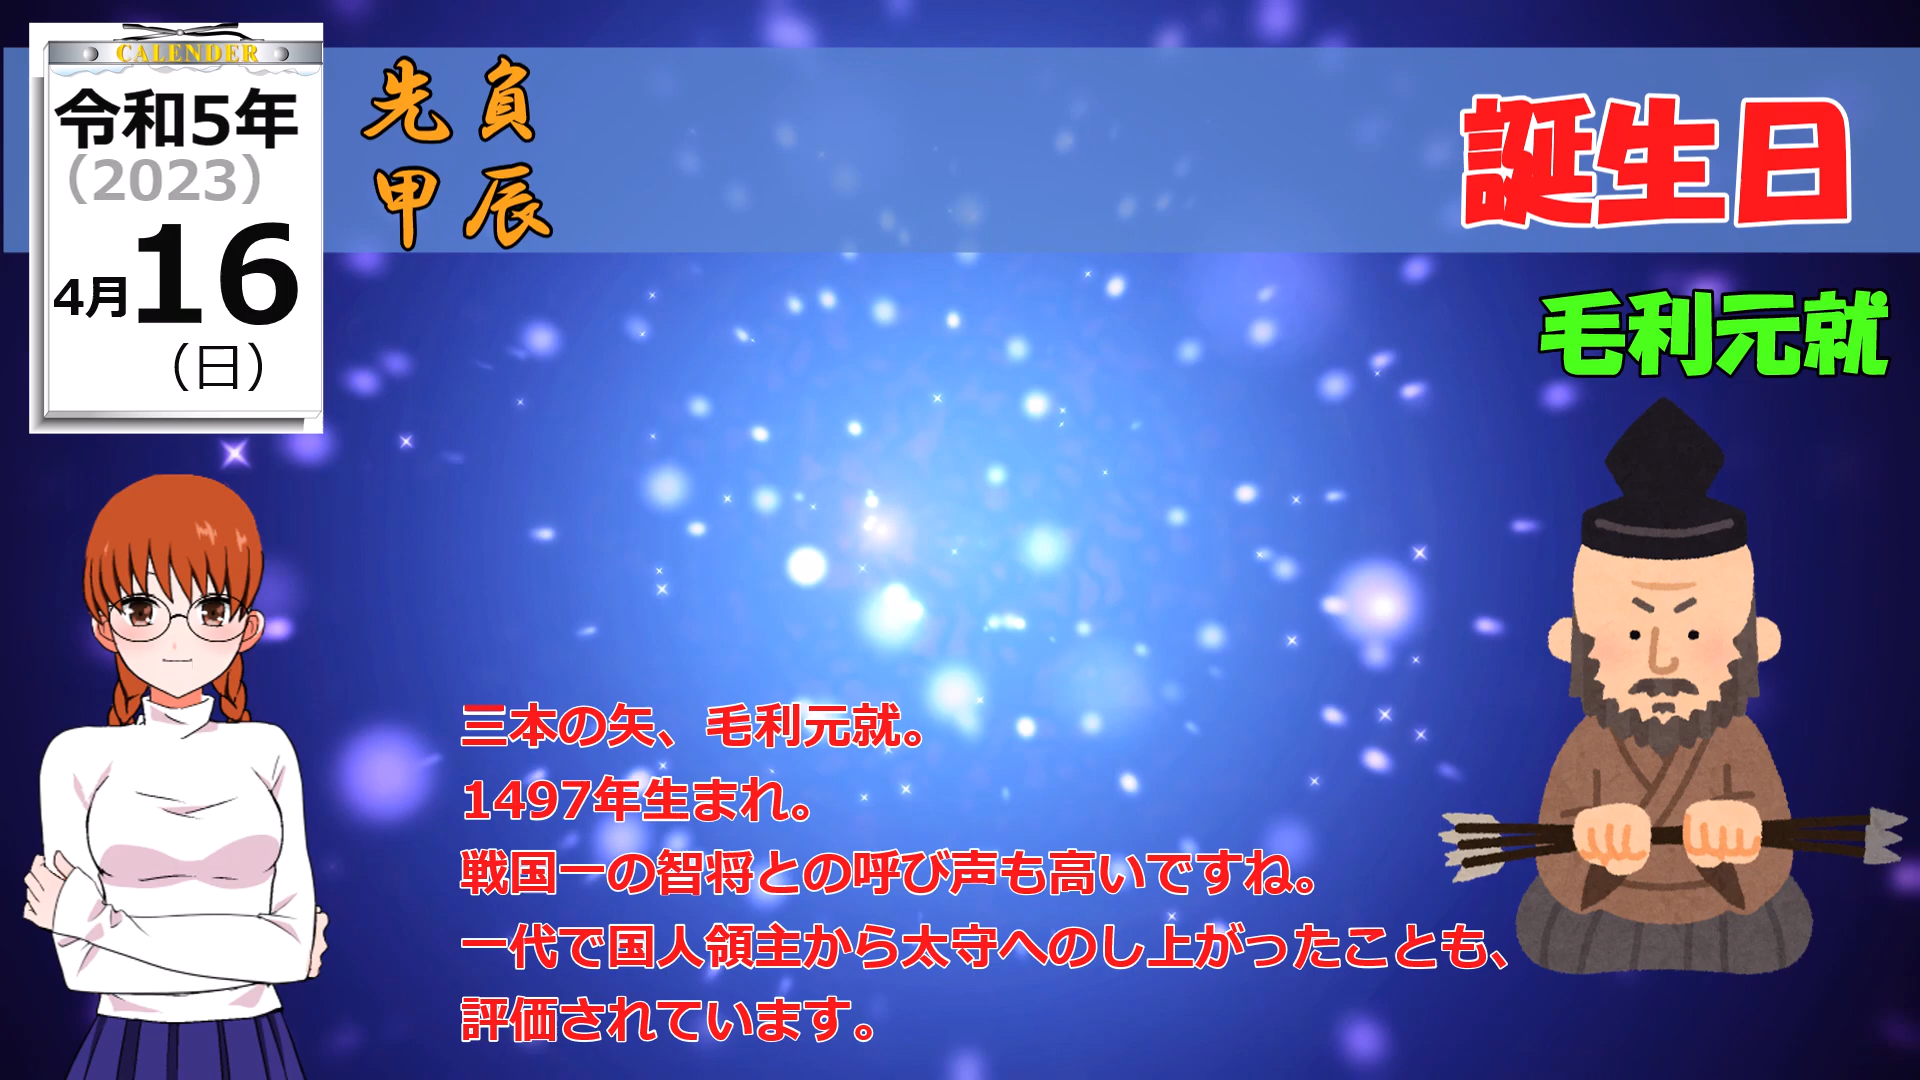 CALENDER
令和5年
（2023）
4月16
（日）
先負
甲辰
誕生日
毛利元就
三本の矢、毛利元就。
1497年生まれ。
戦国一の智将との呼び声も高いですね。
一代で国人領主から太守へのし上がったことも、
評価されています。